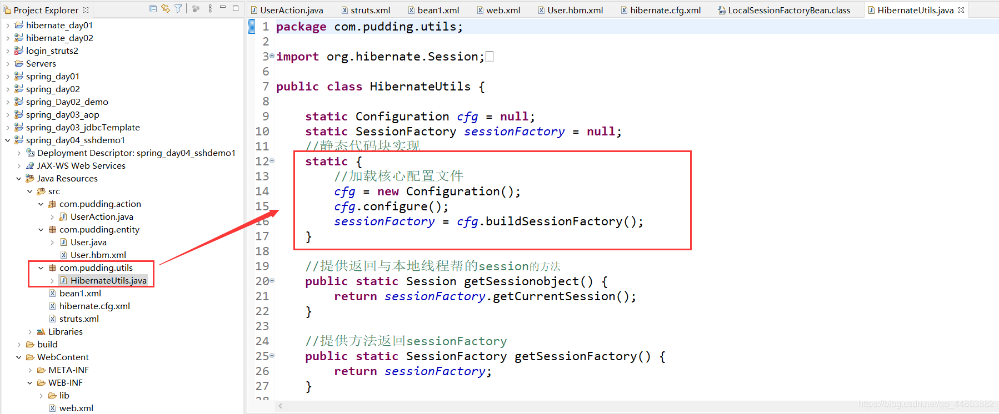 Project Explorer
hibernate_day01
hibernate_day02
login_struts2
Servers
spring_day01
spring_day02
spring_Day02_demo
spring_day03_aop
spring_day03_jdbcTemplate
spring_day04_sshdemo1
Deployment Descriptor: spring_day04_sshdemo1
JAX-WS Web Services
Java Resources
src
com.pudding.action
UserAction.java
com.pudding.entity
User.java
User.hbm.xml
com.pudding.utils
HibernateUtils.java
bean1.xml
hibernate.cfg.xml
struts.xml
Libraries
build
WebContent
META-INF
WEB-INF
lib
web.xml
UserAction.java struts.xml bean1.xml web.xml User.hbm.xml hibernate.cfg.xml LocalSessionFactoryBean.class HibernateUtils.java
1 package com.pudding.utils;
2
3 import org.hibernate.Session;
6
7 public class HibernateUtils {
8
9 static Configuration cfg = null;
10 static SessionFactory sessionFactory = null;
11 //静态代码块实现
12 static {
13 //加载核心配置文件
14 cfg = new Configuration();
15 cfg.configure();
16 sessionFactory = cfg.buildSessionFactory();
17 }
18
19 //提供返回与本地线程帮的session的方法
20 public static Session getSessionobject() {
21 return sessionFactory.getCurrentSession();
22 }
23
24 //提供方法返回sessionFactory
25 public static SessionFactory getSessionFactory() {
26 return sessionFactory;
27 }
28
https://blog.csdn.net/qq_44853882